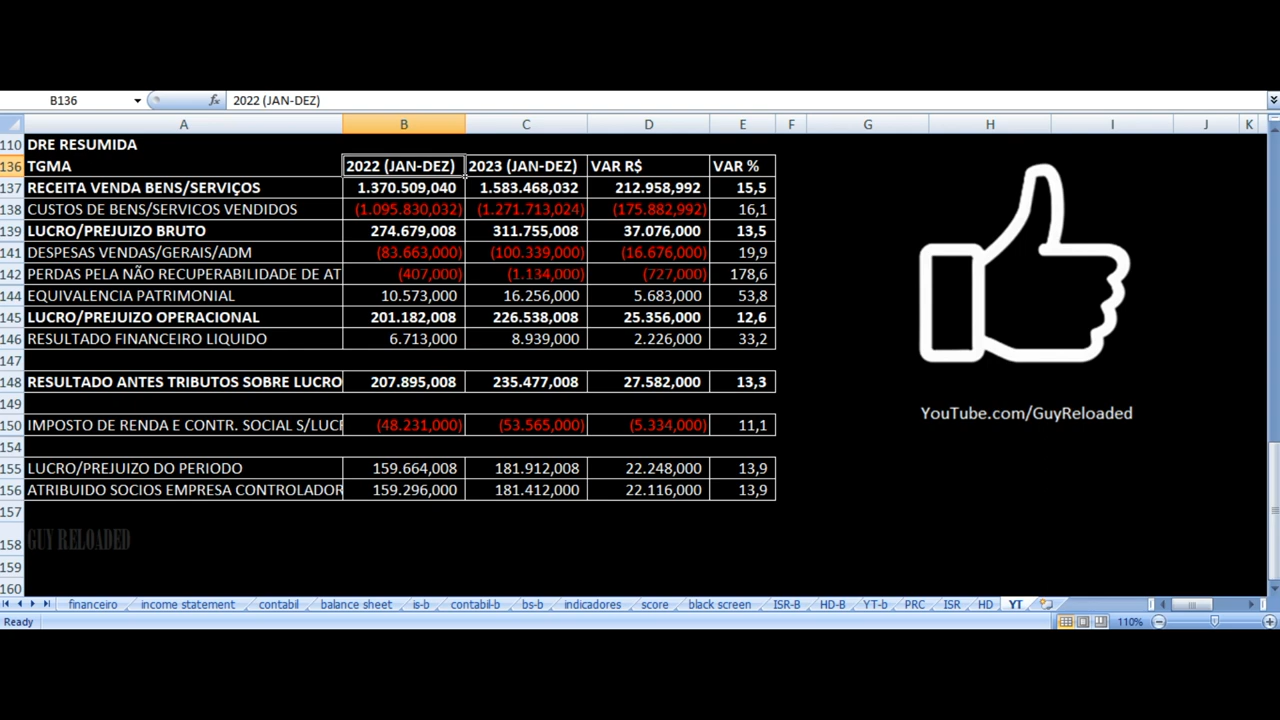 B136 fx 2022 (JAN-DEZ)
A B C D E F G H I J K
110 DRE RESUMIDA
136 TGMA 2022 (JAN-DEZ) 2023 (JAN-DEZ) VAR R$ VAR %
137 RECEITA VENDA BENS/SERVIÇOS 1.370.509,040 1.583.468,032 212.958,992 15,5
138 CUSTOS DE BENS/SERVICOS VENDIDOS (1.095.830,032) (1.271.713,024) (175.882,992) 16,1
139 LUCRO/PREJUIZO BRUTO 274.679,008 311.755,008 37.076,000 13,5
141 DESPESAS VENDAS/GERAIS/ADM (83.663,000) (100.339,000) (16.676,000) 19,9
142 PERDAS PELA NÃO RECUPERABILIDADE DE AT (407,000) (1.134,000) (727,000) 178,6
144 EQUIVALENCIA PATRIMONIAL 10.573,000 16.256,000 5.683,000 53,8
145 LUCRO/PREJUIZO OPERACIONAL 201.182,008 226.538,008 25.356,000 12,6
146 RESULTADO FINANCEIRO LIQUIDO 6.713,000 8.939,000 2.226,000 33,2
147
148 RESULTADO ANTES TRIBUTOS SOBRE LUCRO 207.895,008 235.477,008 27.582,000 13,3
149
150 IMPOSTO DE RENDA E CONTR. SOCIAL S/LUCR (48.231,000) (53.565,000) (5.334,000) 11,1
154
155 LUCRO/PREJUIZO DO PERIODO 159.664,008 181.912,008 22.248,000 13,9
156 ATRIBUIDO SOCIOS EMPRESA CONTROLADOR 159.296,000 181.412,000 22.116,000 13,9
157
158 GUY RELOADED
159
160
YouTube.com/GuyReloaded
financeiro income statement contabil balance sheet is-b contabil-b bs-b indicadores score black screen ISR-B HD-B YT-b PRC ISR HD YT
Ready 110%